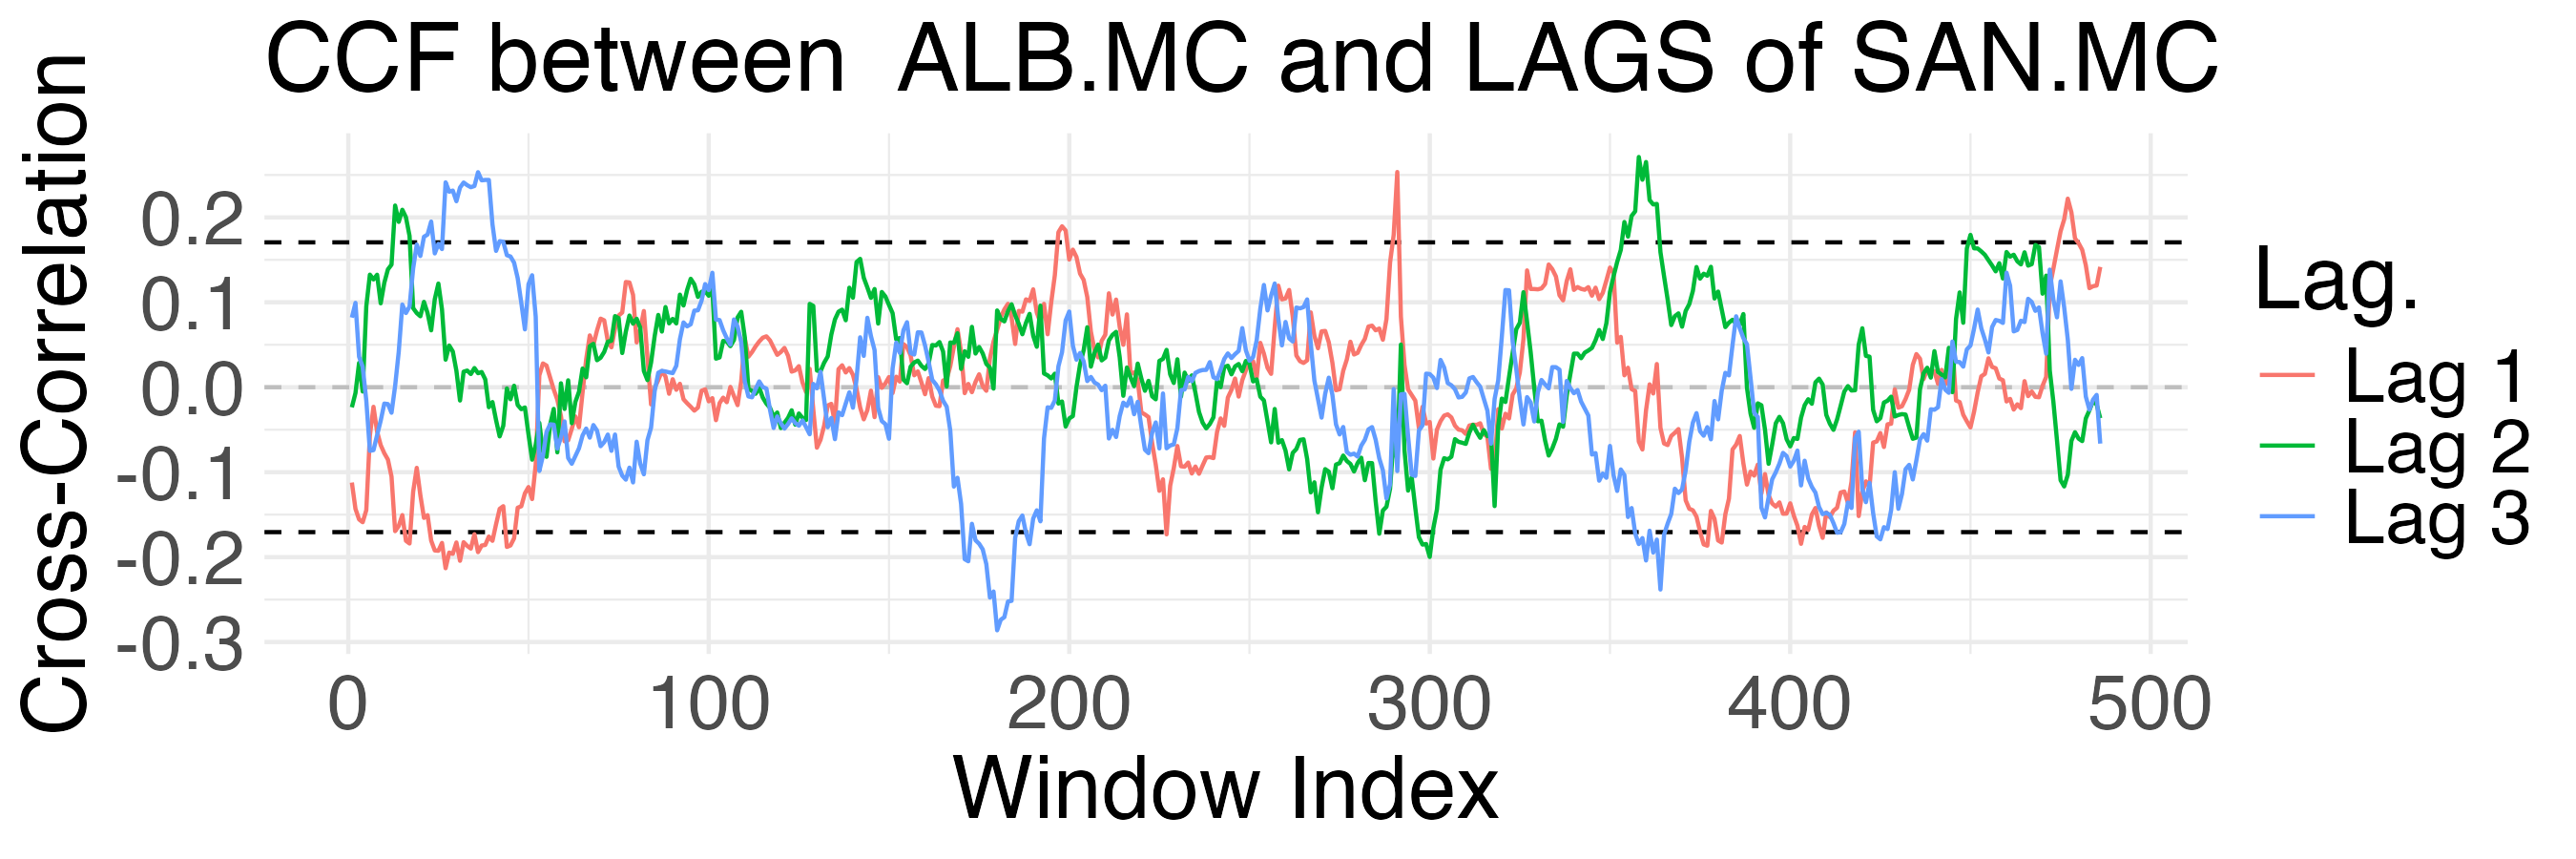 CCF between  ALB.MC and LAGS of SAN.MC
Cross-Correlation
0.2
0.1
0.0
-0.1
-0.2
-0.3
0 100 200 300 400 500
Window Index
Lag.
Lag 1
Lag 2
Lag 3